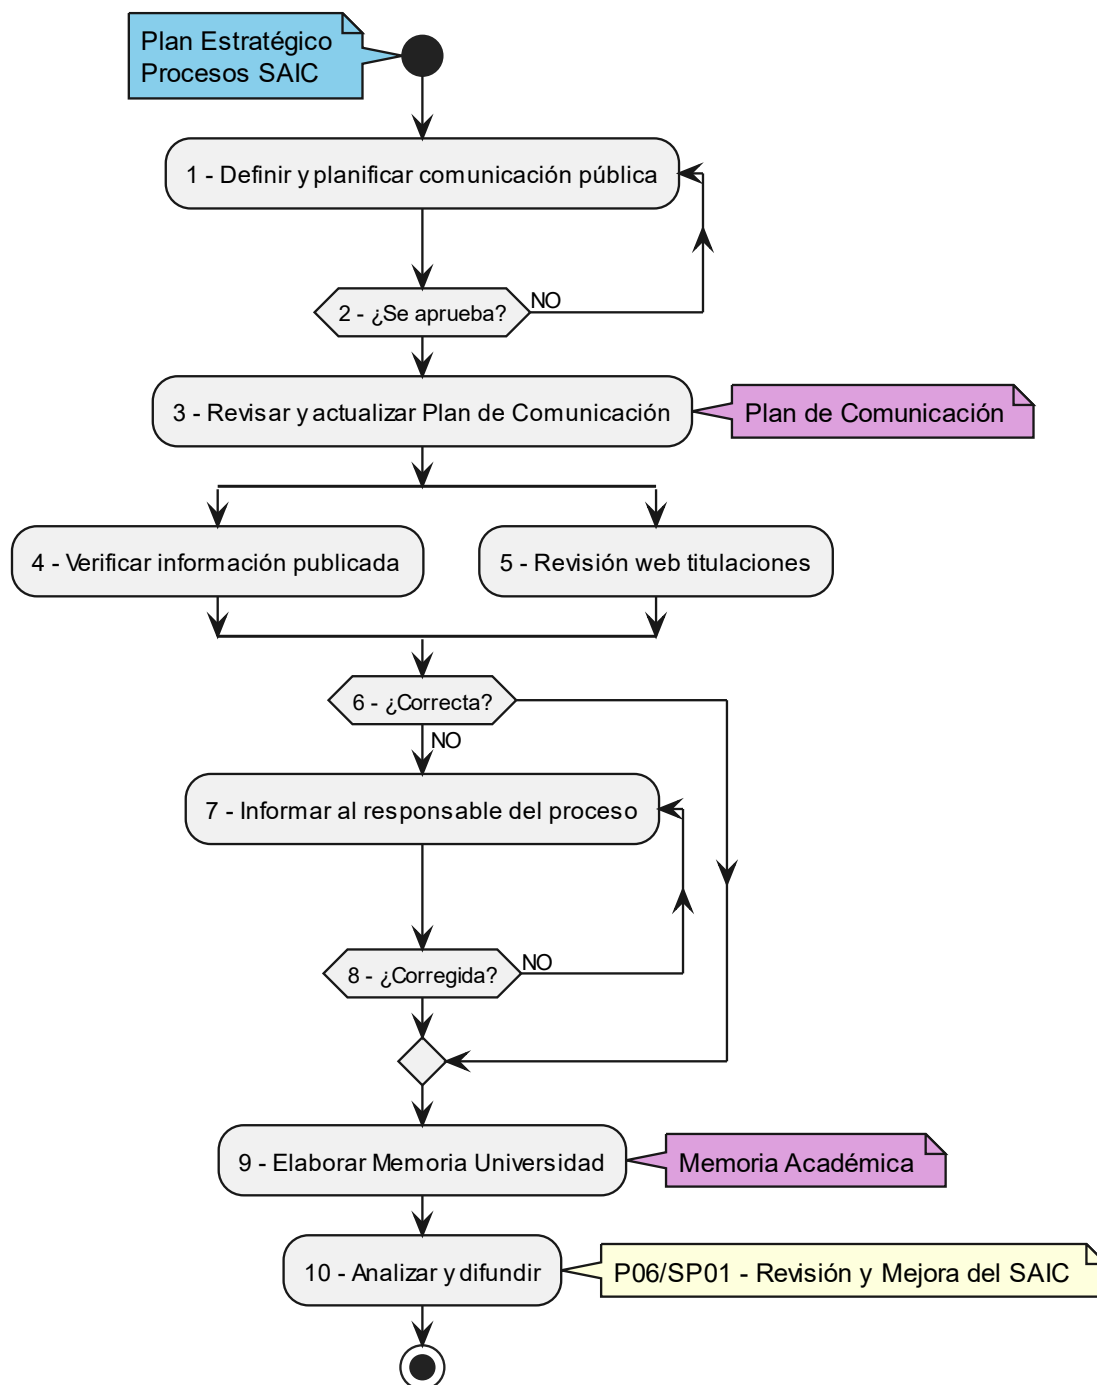 Plan Estratégico
Procesos SAIC
1 - Definir y planificar comunicación pública
NO
2 - ¿Se aprueba?
3 - Revisar y actualizar Plan de Comunicación
Plan de Comunicación
4 - Verificar información publicada
5 - Revisión web titulaciones
6 - ¿Correcta?
NO
7 - Informar al responsable del proceso
NO
8 - ¿Corregida?
9 - Elaborar Memoria Universidad
Memoria Académica
10 - Analizar y difundir
P06/SP01 - Revisión y Mejora del SAIC